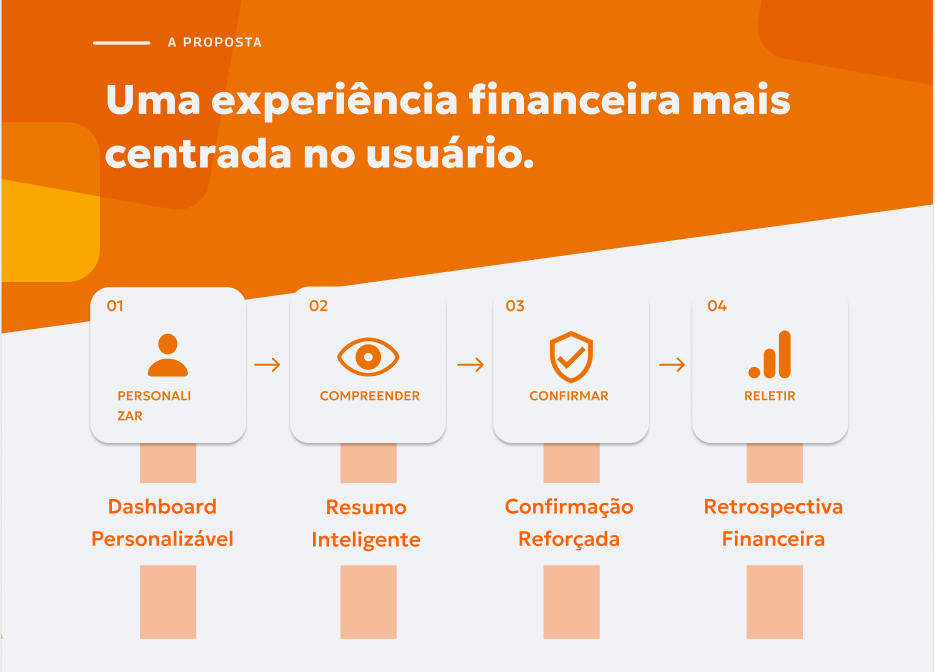 A PROPOSTA
Uma experiência financeira mais
centrada no usuário.
01
PERSONALI
ZAR
02
COMPREENDER
03
CONFIRMAR
04
RELETIR
Dashboard
Personalizável
Resumo
Inteligente
Confirmação
Reforçada
Retrospectiva
Financeira